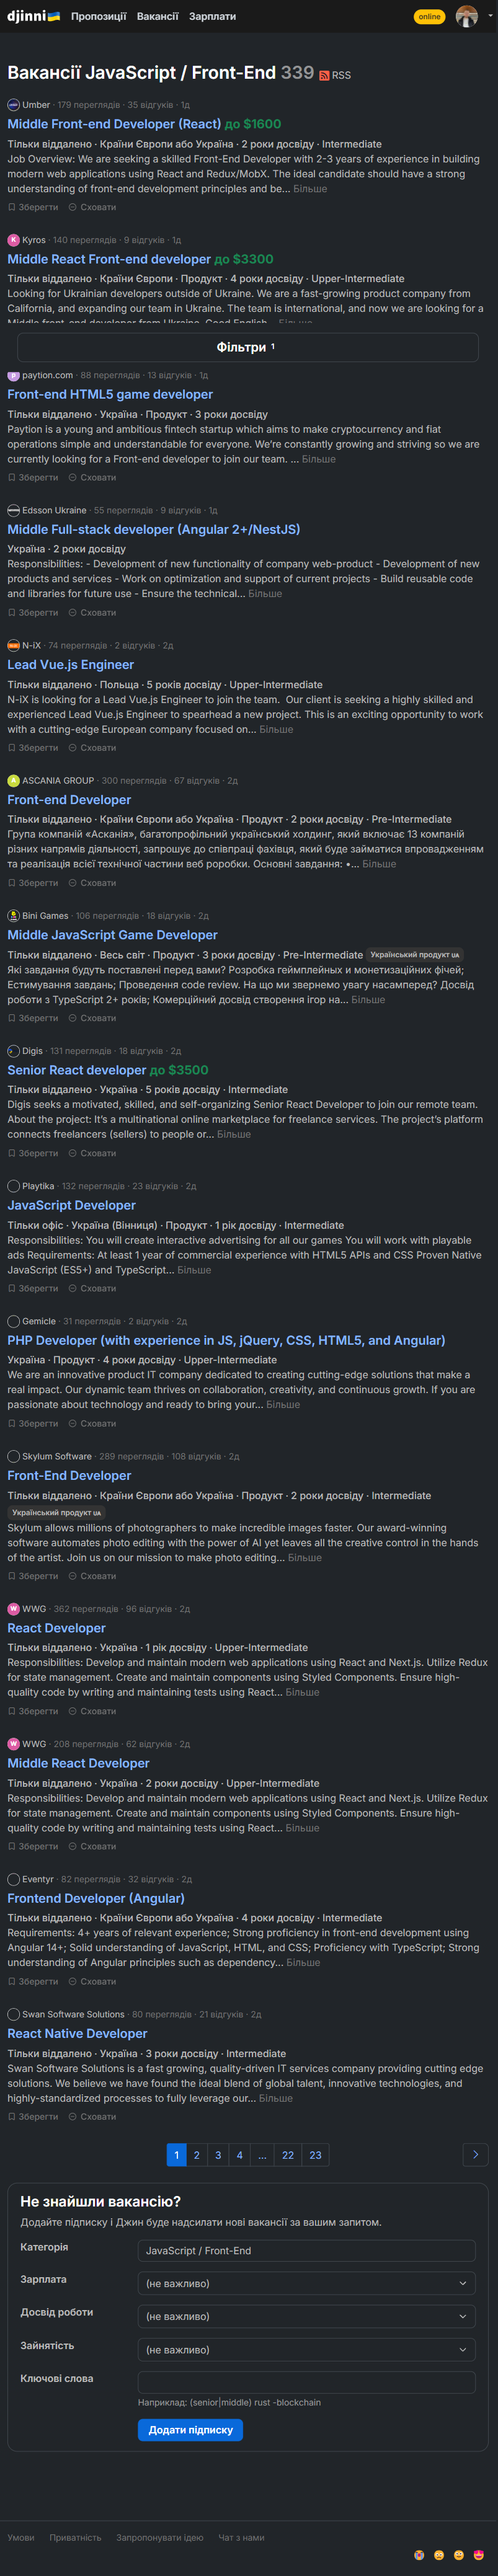 djinni Пропозиції Вакансії Зарплати online
Вакансії JavaScript / Front-End 339 RSS
Umber · 179 переглядів · 35 відгуків · 1д
Middle Front-end Developer (React) до $1600
Тільки віддалено · Країни Європи або Україна · 2 роки досвіду · Intermediate
Job Overview: We are seeking a skilled Front-End Developer with 2-3 years of experience in building
modern web applications using React and Redux/MobX. The ideal candidate should have a strong
understanding of front-end development principles and be... Більше
Зберегти Сховати
Kyros · 140 переглядів · 9 відгуків · 1д
Middle React Front-end developer до $3300
Тільки віддалено · Країни Європи · Продукт · 4 роки досвіду · Upper-Intermediate
Looking for Ukrainian developers outside of Ukraine. We are a fast-growing product company from
California, and expanding our team in Ukraine. The team is international, and now we are looking for a
Middle front-end developer from Ukraine. Good English... Більше
Фільтри 1
paytion.com · 88 переглядів · 13 відгуків · 1д
Front-end HTML5 game developer
Тільки віддалено · Україна · Продукт · 3 роки досвіду
Paytion is a young and ambitious fintech startup which aims to make cryptocurrency and fiat
operations simple and understandable for everyone. We're constantly growing and striving so we are
currently looking for a Front-end developer to join our team. ... Більше
Зберегти Сховати
Edsson Ukraine · 55 переглядів · 9 відгуків · 1д
Middle Full-stack developer (Angular 2+/NestJS)
Україна · 2 роки досвіду
Responsibilities: - Development of new functionality of company web-product - Development of new
products and services - Work on optimization and support of current projects - Build reusable code
and libraries for future use - Ensure the technical... Більше
Зберегти Сховати
N-iX · 74 переглядів · 2 відгуків · 2д
Lead Vue.js Engineer
Тільки віддалено · Польща · 5 років досвіду · Upper-Intermediate
N-iX is looking for a Lead Vue.js Engineer to join the team. Our client is seeking a highly skilled and
experienced Lead Vue.js Engineer to spearhead a new project. This is an exciting opportunity to work
with a cutting-edge European company focused on... Більше
Зберегти Сховати
ASCANIA GROUP · 300 переглядів · 67 відгуків · 2д
Front-end Developer
Тільки віддалено · Країни Європи або Україна · Продукт · 2 роки досвіду · Pre-Intermediate
Група компаній «Асканія», багатопрофільний український холдинг, який включає 13 компаній
різних напрямів діяльності, запрошує до співпраці фахівця, який буде займатися впровадженням
та реалізація всієї технічної частини веб роробки. Основні завдання: •... Більше
Зберегти Сховати
Bini Games · 106 переглядів · 18 відгуків · 2д
Middle JavaScript Game Developer
Тільки віддалено · Весь світ · Продукт · 3 роки досвіду · Pre-Intermediate Український продукт UA
Які завдання будуть поставлені перед вами? Розробка геймплейных и монетизаційних фічей;
Естимування завдань; Проведення code review. На що ми звернемо увагу насамперед? Досвід
роботи з TypeScript 2+ років; Комерційний досвід створення ігор на... Більше
Зберегти Сховати
Digis · 131 переглядів · 18 відгуків · 2д
Senior React developer до $3500
Тільки віддалено · Україна · 5 років досвіду · Intermediate
Digis seeks a motivated, skilled, and self-organizing Senior React Developer to join our remote team.
About the project: It's a multinational online marketplace for freelance services. The project's platform
connects freelancers (sellers) to people or... Більше
Зберегти Сховати
Playtika · 132 переглядів · 23 відгуків · 2д
JavaScript Developer
Тільки офіс · Україна (Вінниця) · Продукт · 1 рік досвіду · Intermediate
Responsibilities: You will create interactive advertising for all our games You will work with playable
ads Requirements: At least 1 year of commercial experience with HTML5 APIs and CSS Proven Native
JavaScript (ES5+) and TypeScript... Більше
Зберегти Сховати
Gemicle · 31 переглядів · 2 відгуків · 2д
PHP Developer (with experience in JS, jQuery, CSS, HTML5, and Angular)
Україна · Продукт · 4 роки досвіду · Upper-Intermediate
We are an innovative product IT company dedicated to creating cutting-edge solutions that make a
real impact. Our dynamic team thrives on collaboration, creativity, and continuous growth. If you are
passionate about technology and ready to bring your... Більше
Зберегти Сховати
Skylum Software · 289 переглядів · 108 відгуків · 2д
Front-End Developer
Тільки віддалено · Країни Європи або Україна · Продукт · 2 роки досвіду · Intermediate
Український продукт UA
Skylum allows millions of photographers to make incredible images faster. Our award-winning
software automates photo editing with the power of AI yet leaves all the creative control in the hands
of the artist. Join us on our mission to make photo editing... Більше
Зберегти Сховати
WWG · 362 переглядів · 96 відгуків · 2д
React Developer
Тільки віддалено · Україна · 1 рік досвіду · Upper-Intermediate
Responsibilities: Develop and maintain modern web applications using React and Next.js. Utilize Redux
for state management. Create and maintain components using Styled Components. Ensure high-
quality code by writing and maintaining tests using React... Більше
Зберегти Сховати
WWG · 208 переглядів · 62 відгуків · 2д
Middle React Developer
Тільки віддалено · Україна · 2 роки досвіду · Upper-Intermediate
Responsibilities: Develop and maintain modern web applications using React and Next.js. Utilize Redux
for state management. Create and maintain components using Styled Components. Ensure high-
quality code by writing and maintaining tests using React... Більше
Зберегти Сховати
Eventyr · 82 переглядів · 32 відгуків · 2д
Frontend Developer (Angular)
Тільки віддалено · Країни Європи або Україна · 4 роки досвіду · Intermediate
Requirements: 4+ years of relevant experience; Strong proficiency in front-end development using
Angular 14+; Solid understanding of JavaScript, HTML, and CSS; Proficiency with TypeScript; Strong
understanding of Angular principles such as dependency... Більше
Зберегти Сховати
Swan Software Solutions · 80 переглядів · 21 відгуків · 2д
React Native Developer
Тільки віддалено · Україна · 3 роки досвіду · Intermediate
Swan Software Solutions is a fast growing, quality-driven IT services company providing cutting edge
solutions. We believe we have found the ideal blend of global talent, innovative technologies, and
highly-standardized processes to fully leverage our... Більше
Зберегти Сховати
1 2 3 4 ... 22 23
Не знайшли вакансію?
Додайте підписку і Джин буде надсилати нові вакансії за вашим запитом.
Категорія JavaScript / Front-End
Зарплата (не важливо)
Досвід роботи (не важливо)
Зайнятість (не важливо)
Ключові слова
Наприклад: (senior|middle) rust -blockchain
Додати підписку
Умови Приватність Запропонувати ідею Чат з нами